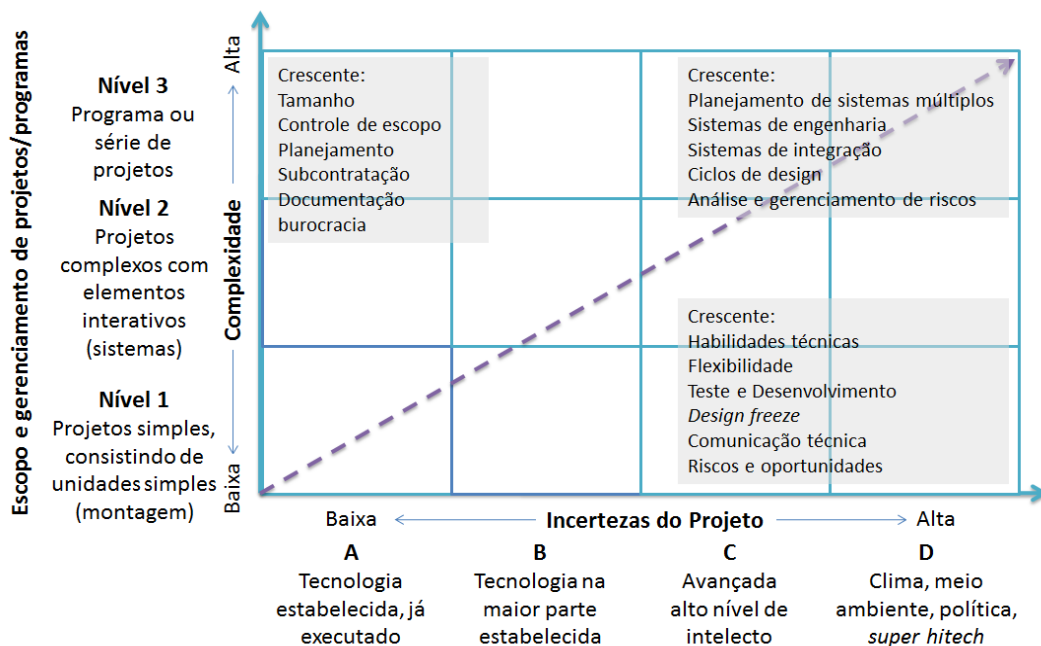 Escopo e gerenciamento de projetos/programas
Nível 3
Programa ou
série de
projetos
Nível 2
Projetos
complexos com
elementos
interativos
(sistemas)
Nível 1
Projetos simples,
consistindo de
unidades simples
(montagem)
Alta
Complexidade
Baixa
Crescente:
Tamanho
Controle de escopo
Planejamento
Subcontratação
Documentação
burocracia
Crescente:
Planejamento de sistemas múltiplos
Sistemas de engenharia
Sistemas de integração
Ciclos de design
Análise e gerenciamento de riscos
Crescente:
Habilidades técnicas
Flexibilidade
Teste e Desenvolvimento
Design freeze
Comunicação técnica
Riscos e oportunidades
Baixa
Incertezas do Projeto
Alta
A
Tecnologia
estabelecida, já
executado
B
Tecnologia na
maior parte
estabelecida
C
Avançada
alto nível de
intelecto
D
Clima, meio
ambiente, política,
super hitech